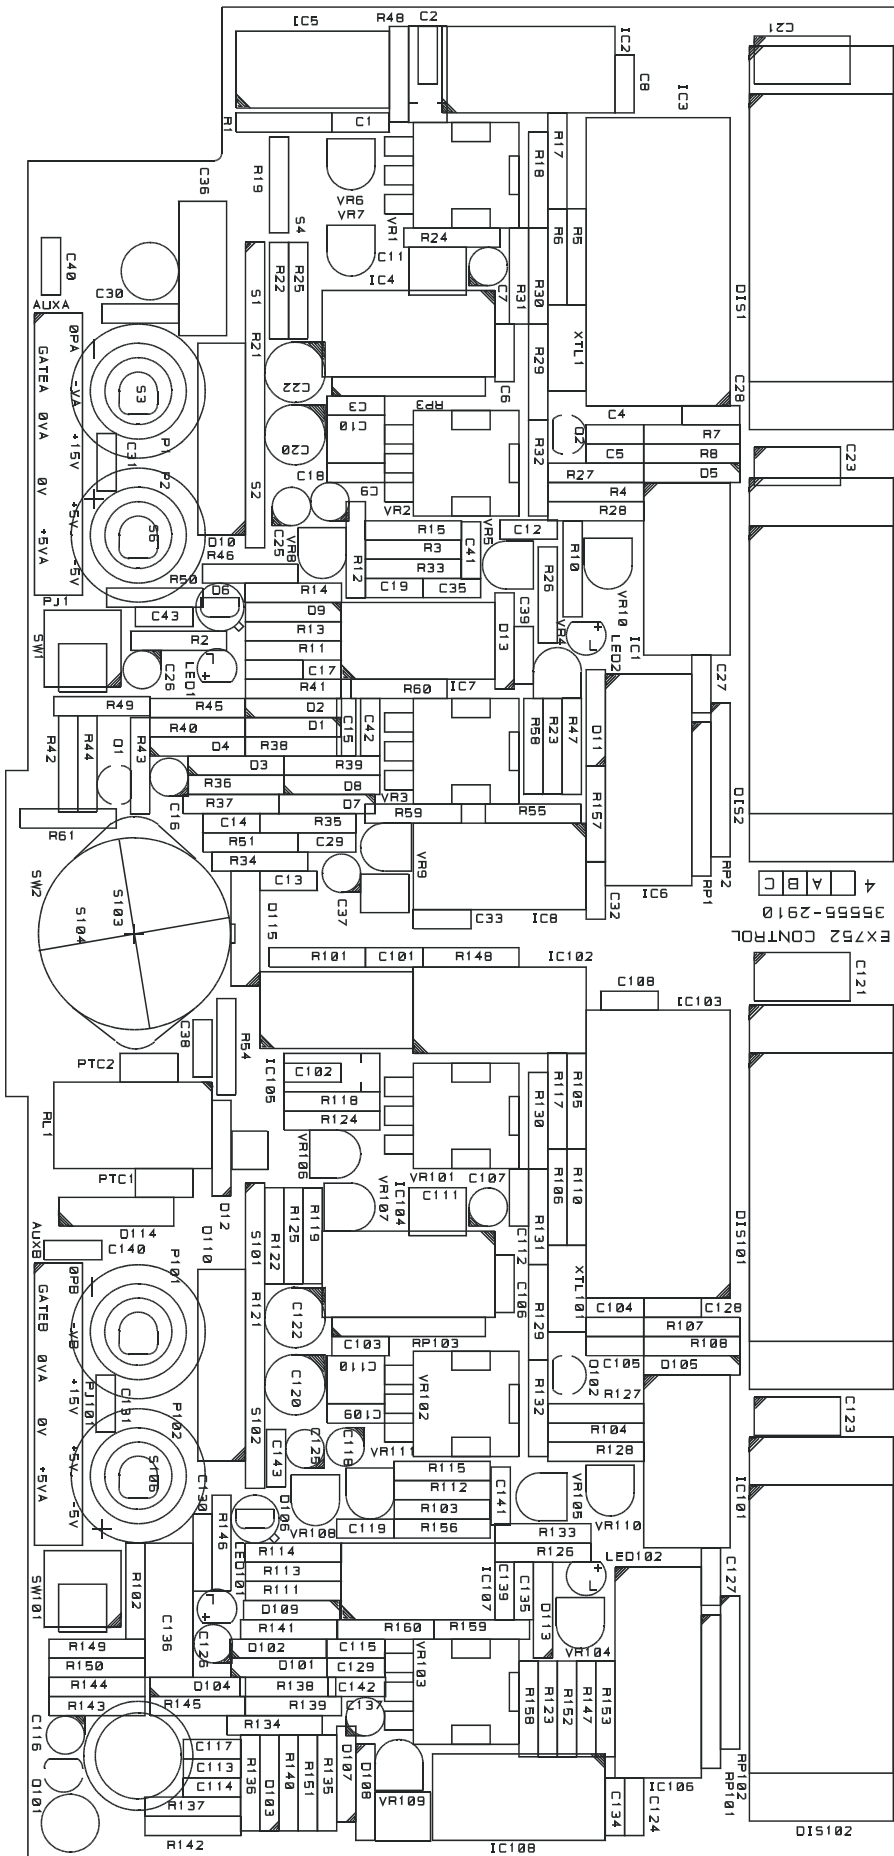 IC5
R48
C2
IC2
C8
IC3
C21
R1
C1
R19
C36
S4
VR6
VR7
VR1
R18
R17
R6
R5
R24
C11
IC4
C7
R31
R30
C40
C30
AUXA
R22
R25
S1
R21
XTL1
R29
C6
DIS1
C28
0PA
-VA
GATEA
0VA
+15V
0V
+5V
+5VA
-5V
S3
P1
P2
C31
S6
C22
C20
C3
C10
RP3
C4
R7
C5
R8
R27
D5
R4
R28
Q2
R32
C23
S2
C18
C9
VR2
C25
VR8
D10
R46
R12
R15
R3
R33
C41
C19
C35
VR5
C12
R26
R10
VR10
C39
VR4
LED2
IC1
R50
D6
C43
R2
PJ1
SW1
R14
D9
R13
R11
C17
R41
D13
IC7
R60
C26
LED1
C27
R49
R45
R40
D4
D2
D1
R38
C15
C42
R58
R23
R47
D11
R42
R44
D1
R43
C16
D3
R36
R39
D8
R37
D7
VR3
R59
R55
R157
DIS2
R61
C14
R35
R51
C29
R34
C13
VR9
C37
C33
IC8
C32
IC6
RP1
RP2
SW2
S103
S104
D115
4
A
B
C
35555-2910
EX752 CONTROL
R101
C101
R148
IC102
C108
IC103
C121
C38
R54
PTC2
RL1
PTC1
IC105
C102
R118
R124
VR106
VR107
VR101
R130
R117
R105
R106
R110
IC104
C111
C107
R131
C112
D12
D114
AUXB
C140
D110
P101
S101
R122
R125
R119
R121
C122
C106
R129
XTL101
DIS101
0PB
-VB
GATEB
0VA
+15V
0V
+5V
+5VA
-5V
PJ101
C131
P102
S106
RP103
C103
C110
C109
C120
VR102
C104
C128
R107
R108
C105
D105
Q102
R127
R104
R128
R132
C123
S102
C143
C125
C118
VR111
R115
R112
R103
R156
C141
VR105
VR110
IC101
C130
D106
VR108
C119
R146
LED101
R133
R126
LED102
C127
SW101
R102
C136
R114
R113
R111
D109
R141
R160
R159
IC107
C139
C135
D113
VR104
R149
R150
R144
R143
C126
D102
D101
C115
C129
D104
R138
C142
R145
R139
C137
VR103
R158
R123
R152
R147
R153
C116
R134
C117
C113
C114
R137
R142
R136
D103
R140
R151
R135
D107
D108
VR109
IC108
IC106
C134
C124
RP101
RP102
D101
DIS102